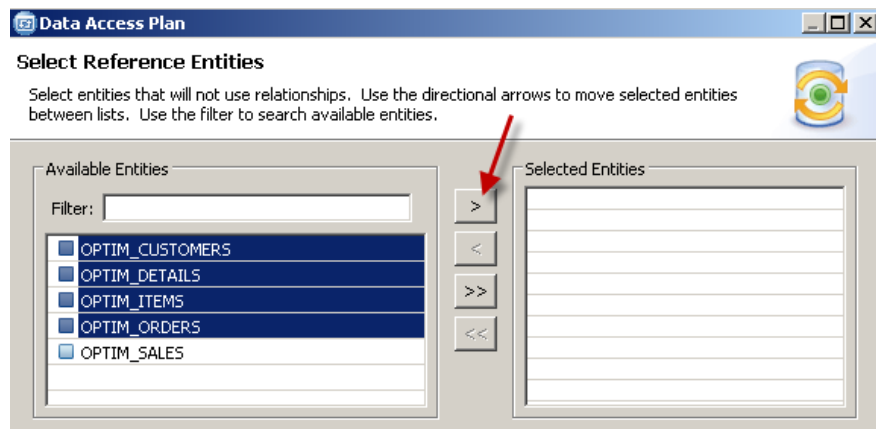 Data Access Plan
Select Reference Entities
Select entities that will not use relationships.  Use the directional arrows to move selected entities
between lists.  Use the filter to search available entities.
Available Entities
Selected Entities
Filter:
>
<
>>
<<
OPTIM_CUSTOMERS
OPTIM_DETAILS
OPTIM_ITEMS
OPTIM_ORDERS
OPTIM_SALES